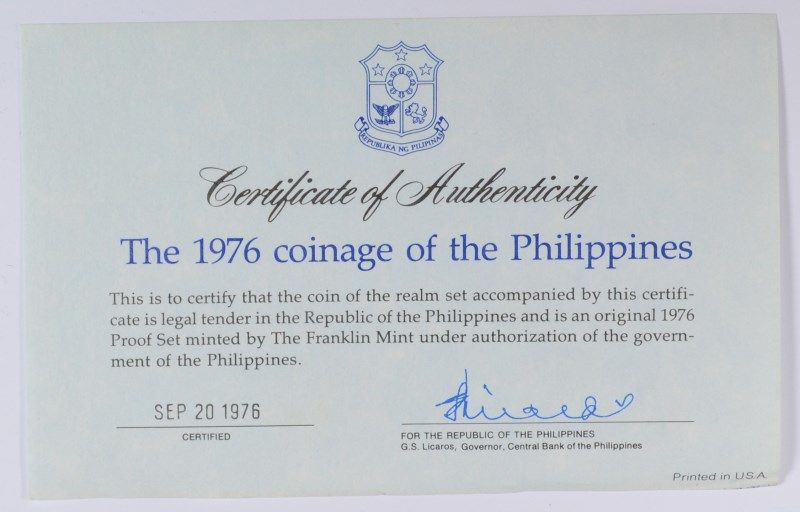 REPUBLIKA NG PILIPINAS
Certificate of Authenticity
The 1976 coinage of the Philippines
This is to certify that the coin of the realm set accompanied by this certifi-
cate is legal tender in the Republic of the Philippines and is an original 1976
Proof Set minted by The Franklin Mint under authorization of the govern-
ment of the Philippines.
SEP 20 1976
CERTIFIED
FOR THE REPUBLIC OF THE PHILIPPINES
G.S. Licaros, Governor, Central Bank of the Philippines
Printed in U.S.A.